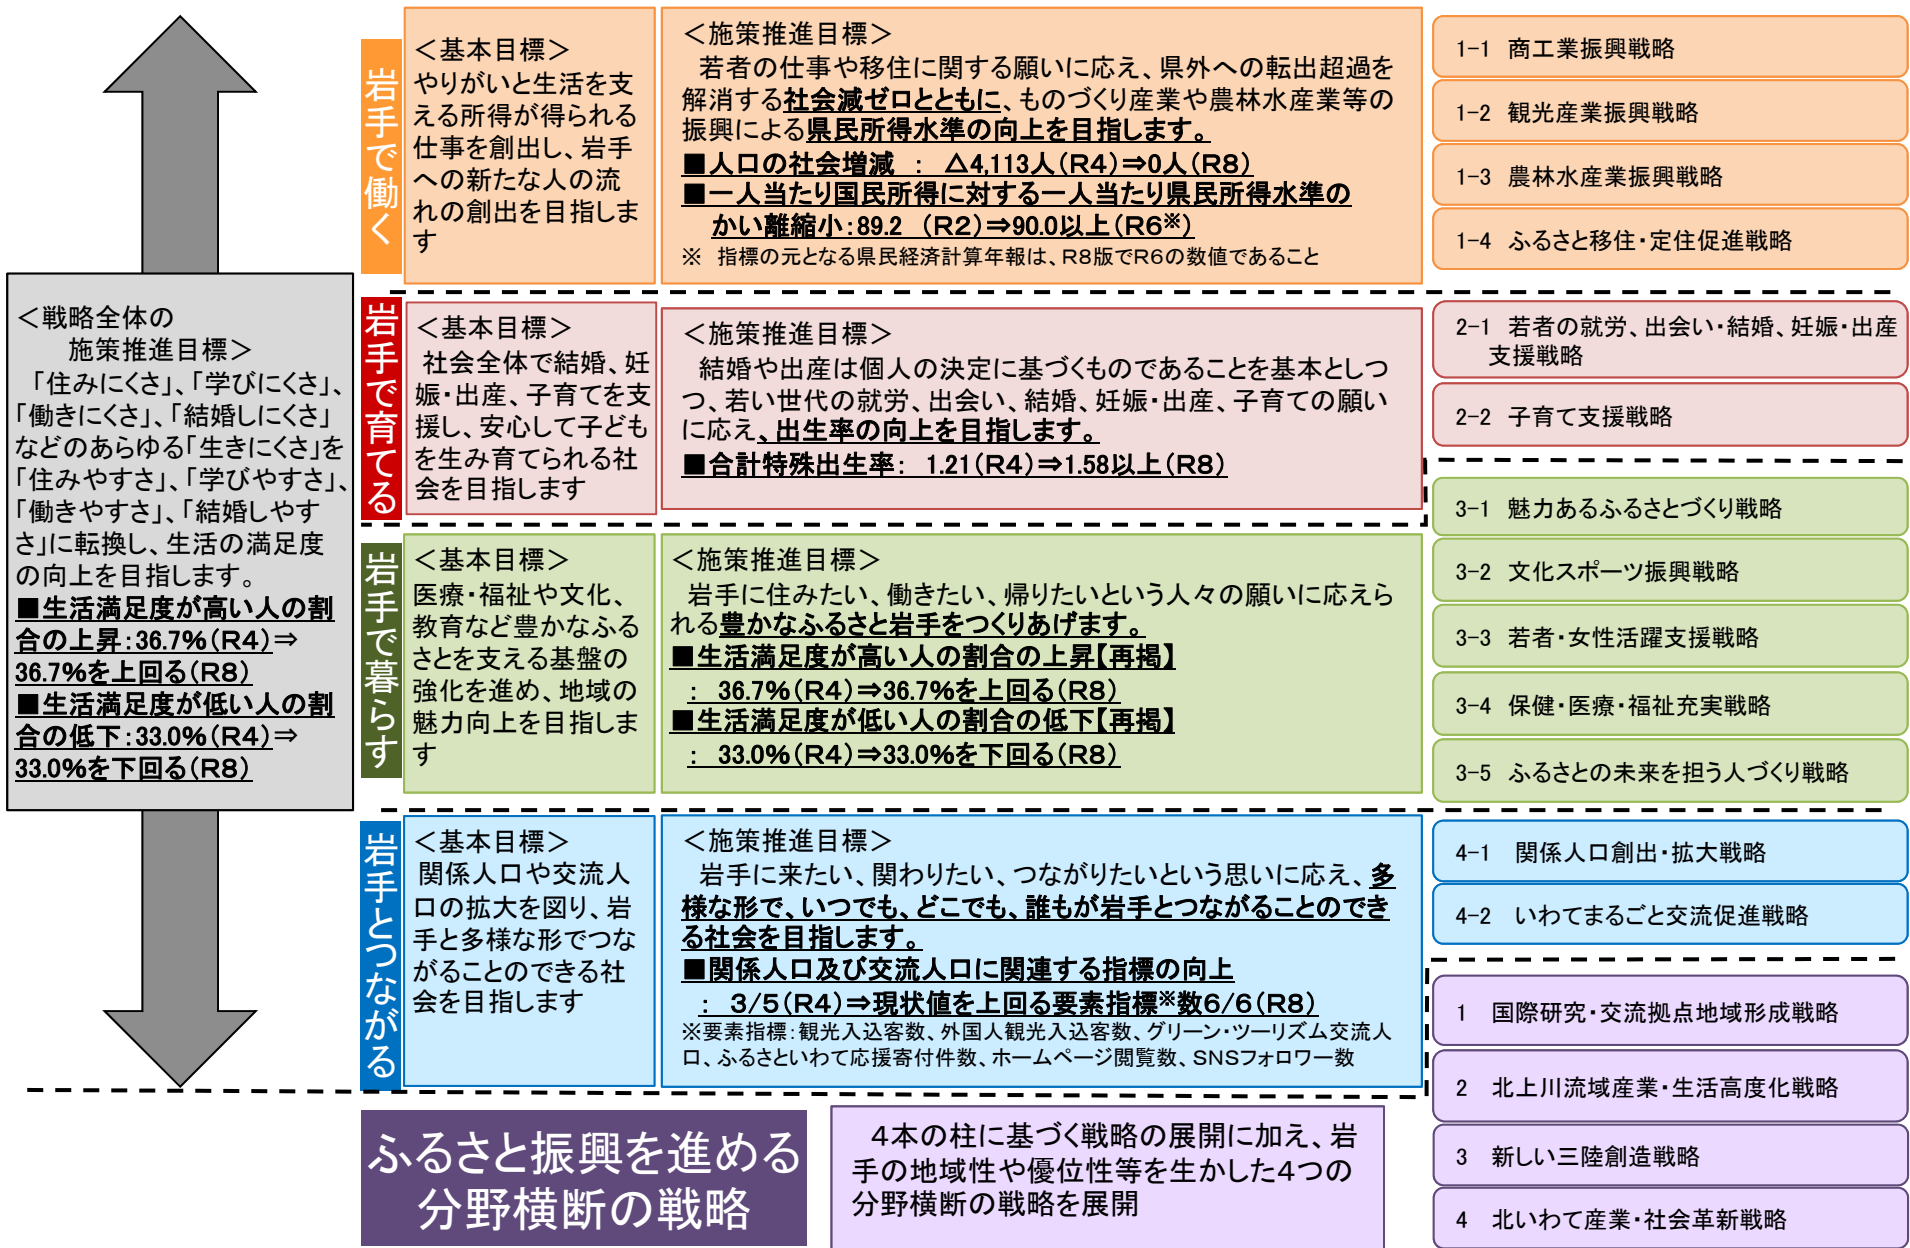 ＜戦略全体の
施策推進目標＞
「住みにくさ」、「学びにくさ」、
「働きにくさ」、「結婚しにくさ」
などのあらゆる「生きにくさ」を
「住みやすさ」、「学びやすさ」、
「働きやすさ」、「結婚しやす
さ」に転換し、生活の満足度
の向上を目指します。
■生活満足度が高い人の割
合の上昇：36.7％（R4）⇒
36.7％を上回る（R8）
■生活満足度が低い人の割
合の低下：33.0％（R4）⇒
33.0％を下回る（R8）
岩手で働く
＜基本目標＞
やりがいと生活を支
える所得が得られる
仕事を創出し、岩手
への新たな人の流
れの創出を目指しま
す
＜施策推進目標＞
若者の仕事や移住に関する願いに応え、県外への転出超過を
解消する社会減ゼロとともに、ものづくり産業や農林水産業等の
振興による県民所得水準の向上を目指します。
■人口の社会増減 ： △4,113人（R4）⇒0人（R8）
■一人当たり国民所得に対する一人当たり県民所得水準の
かい離縮小：89.2 （R2）⇒90.0以上（R6※）
※ 指標の元となる県民経済計算年報は、R8版でR6の数値であること
1-1 商工業振興戦略
1-2 観光産業振興戦略
1-3 農林水産業振興戦略
1-4 ふるさと移住・定住促進戦略
岩手で育てる
＜基本目標＞
社会全体で結婚、妊
娠・出産、子育てを支
援し、安心して子ども
を生み育てられる社
会を目指します
＜施策推進目標＞
結婚や出産は個人の決定に基づくものであることを基本としつ
つ、若い世代の就労、出会い、結婚、妊娠・出産、子育ての願い
に応え、出生率の向上を目指します。
■合計特殊出生率： 1.21（R4）⇒1.58以上（R8）
2-1 若者の就労、出会い・結婚、妊娠・出産
支援戦略
2-2 子育て支援戦略
岩手で暮らす
＜基本目標＞
医療・福祉や文化、
教育など豊かなふる
さとを支える基盤の
強化を進め、地域の
魅力向上を目指しま
す
＜施策推進目標＞
岩手に住みたい、働きたい、帰りたいという人々の願いに応えら
れる豊かなふるさと岩手をつくりあげます。
■生活満足度が高い人の割合の上昇【再掲】
： 36.7％（R4）⇒36.7％を上回る（R8）
■生活満足度が低い人の割合の低下【再掲】
： 33.0％（R4）⇒33.0％を下回る（R8）
3-1 魅力あるふるさとづくり戦略
3-2 文化スポーツ振興戦略
3-3 若者・女性活躍支援戦略
3-4 保健・医療・福祉充実戦略
3-5 ふるさとの未来を担う人づくり戦略
岩手とつながる
＜基本目標＞
関係人口や交流人
口の拡大を図り、岩
手と多様な形でつな
がることのできる社
会を目指します
＜施策推進目標＞
岩手に来たい、関わりたい、つながりたいという思いに応え、多
様な形で、いつでも、どこでも、誰もが岩手とつながることのでき
る社会を目指します。
■関係人口及び交流人口に関連する指標の向上
： 3/5（R4）⇒現状値を上回る要素指標※数6/6（R8）
※要素指標：観光入込客数、外国人観光入込客数、グリーン・ツーリズム交流人
口、ふるさといわて応援寄付件数、ホームページ閲覧数、SNSフォロワー数
4-1 関係人口創出・拡大戦略
4-2 いわてまるごと交流促進戦略
ふるさと振興を進める
分野横断の戦略
4本の柱に基づく戦略の展開に加え、岩
手の地域性や優位性等を生かした4つの
分野横断の戦略を展開
1 国際研究・交流拠点地域形成戦略
2 北上川流域産業・生活高度化戦略
3 新しい三陸創造戦略
4 北いわて産業・社会革新戦略